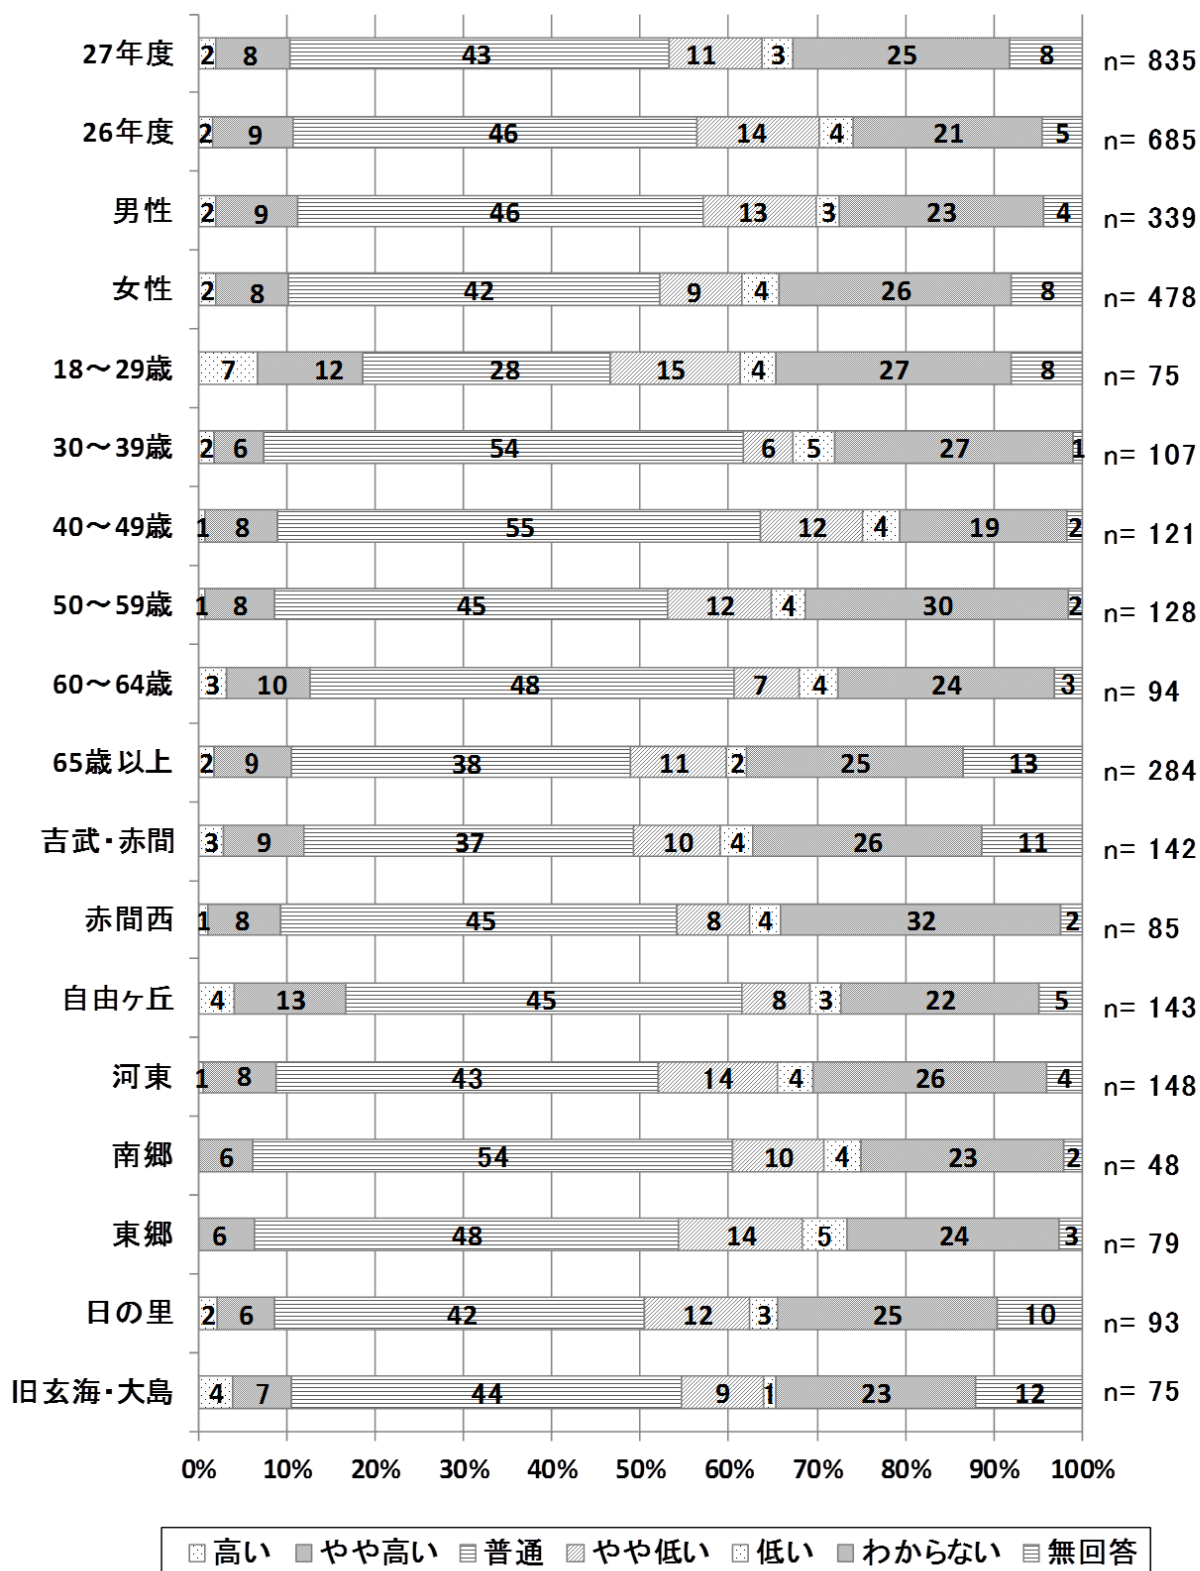 27年度 2 8 43 11 3 25 8 n= 835
26年度 2 9 46 14 4 21 5 n= 685
男性 2 9 46 13 3 23 4 n= 339
女性 2 8 42 9 4 26 8 n= 478
18～29歳 7 12 28 15 4 27 8 n= 75
30～39歳 2 6 54 6 5 27 1 n= 107
40～49歳 1 8 55 12 4 19 2 n= 121
50～59歳 1 8 45 12 4 30 2 n= 128
60～64歳 3 10 48 7 4 24 3 n= 94
65歳以上 2 9 38 11 2 25 13 n= 284
吉武・赤間 3 9 37 10 4 26 11 n= 142
赤間西 1 8 45 8 4 32 2 n= 85
自由ヶ丘 4 13 45 8 3 22 5 n= 143
河東 1 8 43 14 4 26 4 n= 148
南郷 6 54 10 4 23 2 n= 48
東郷 6 48 14 5 24 3 n= 79
日の里 2 6 42 12 3 25 10 n= 93
旧玄海・大島 4 7 44 9 1 23 12 n= 75
0% 10% 20% 30% 40% 50% 60% 70% 80% 90% 100%
高い やや高い 普通 やや低い 低い わからない 無回答